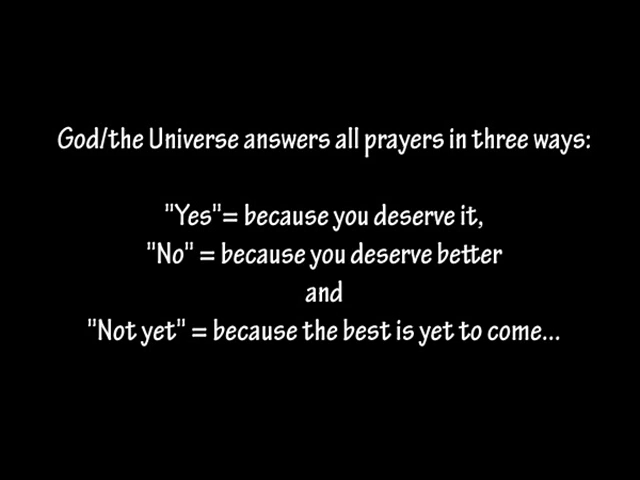 God/the Universe answers all prayers in three ways:
"Yes"= because you deserve it,
"No" = because you deserve better
and
"Not yet" = because the best is yet to come...